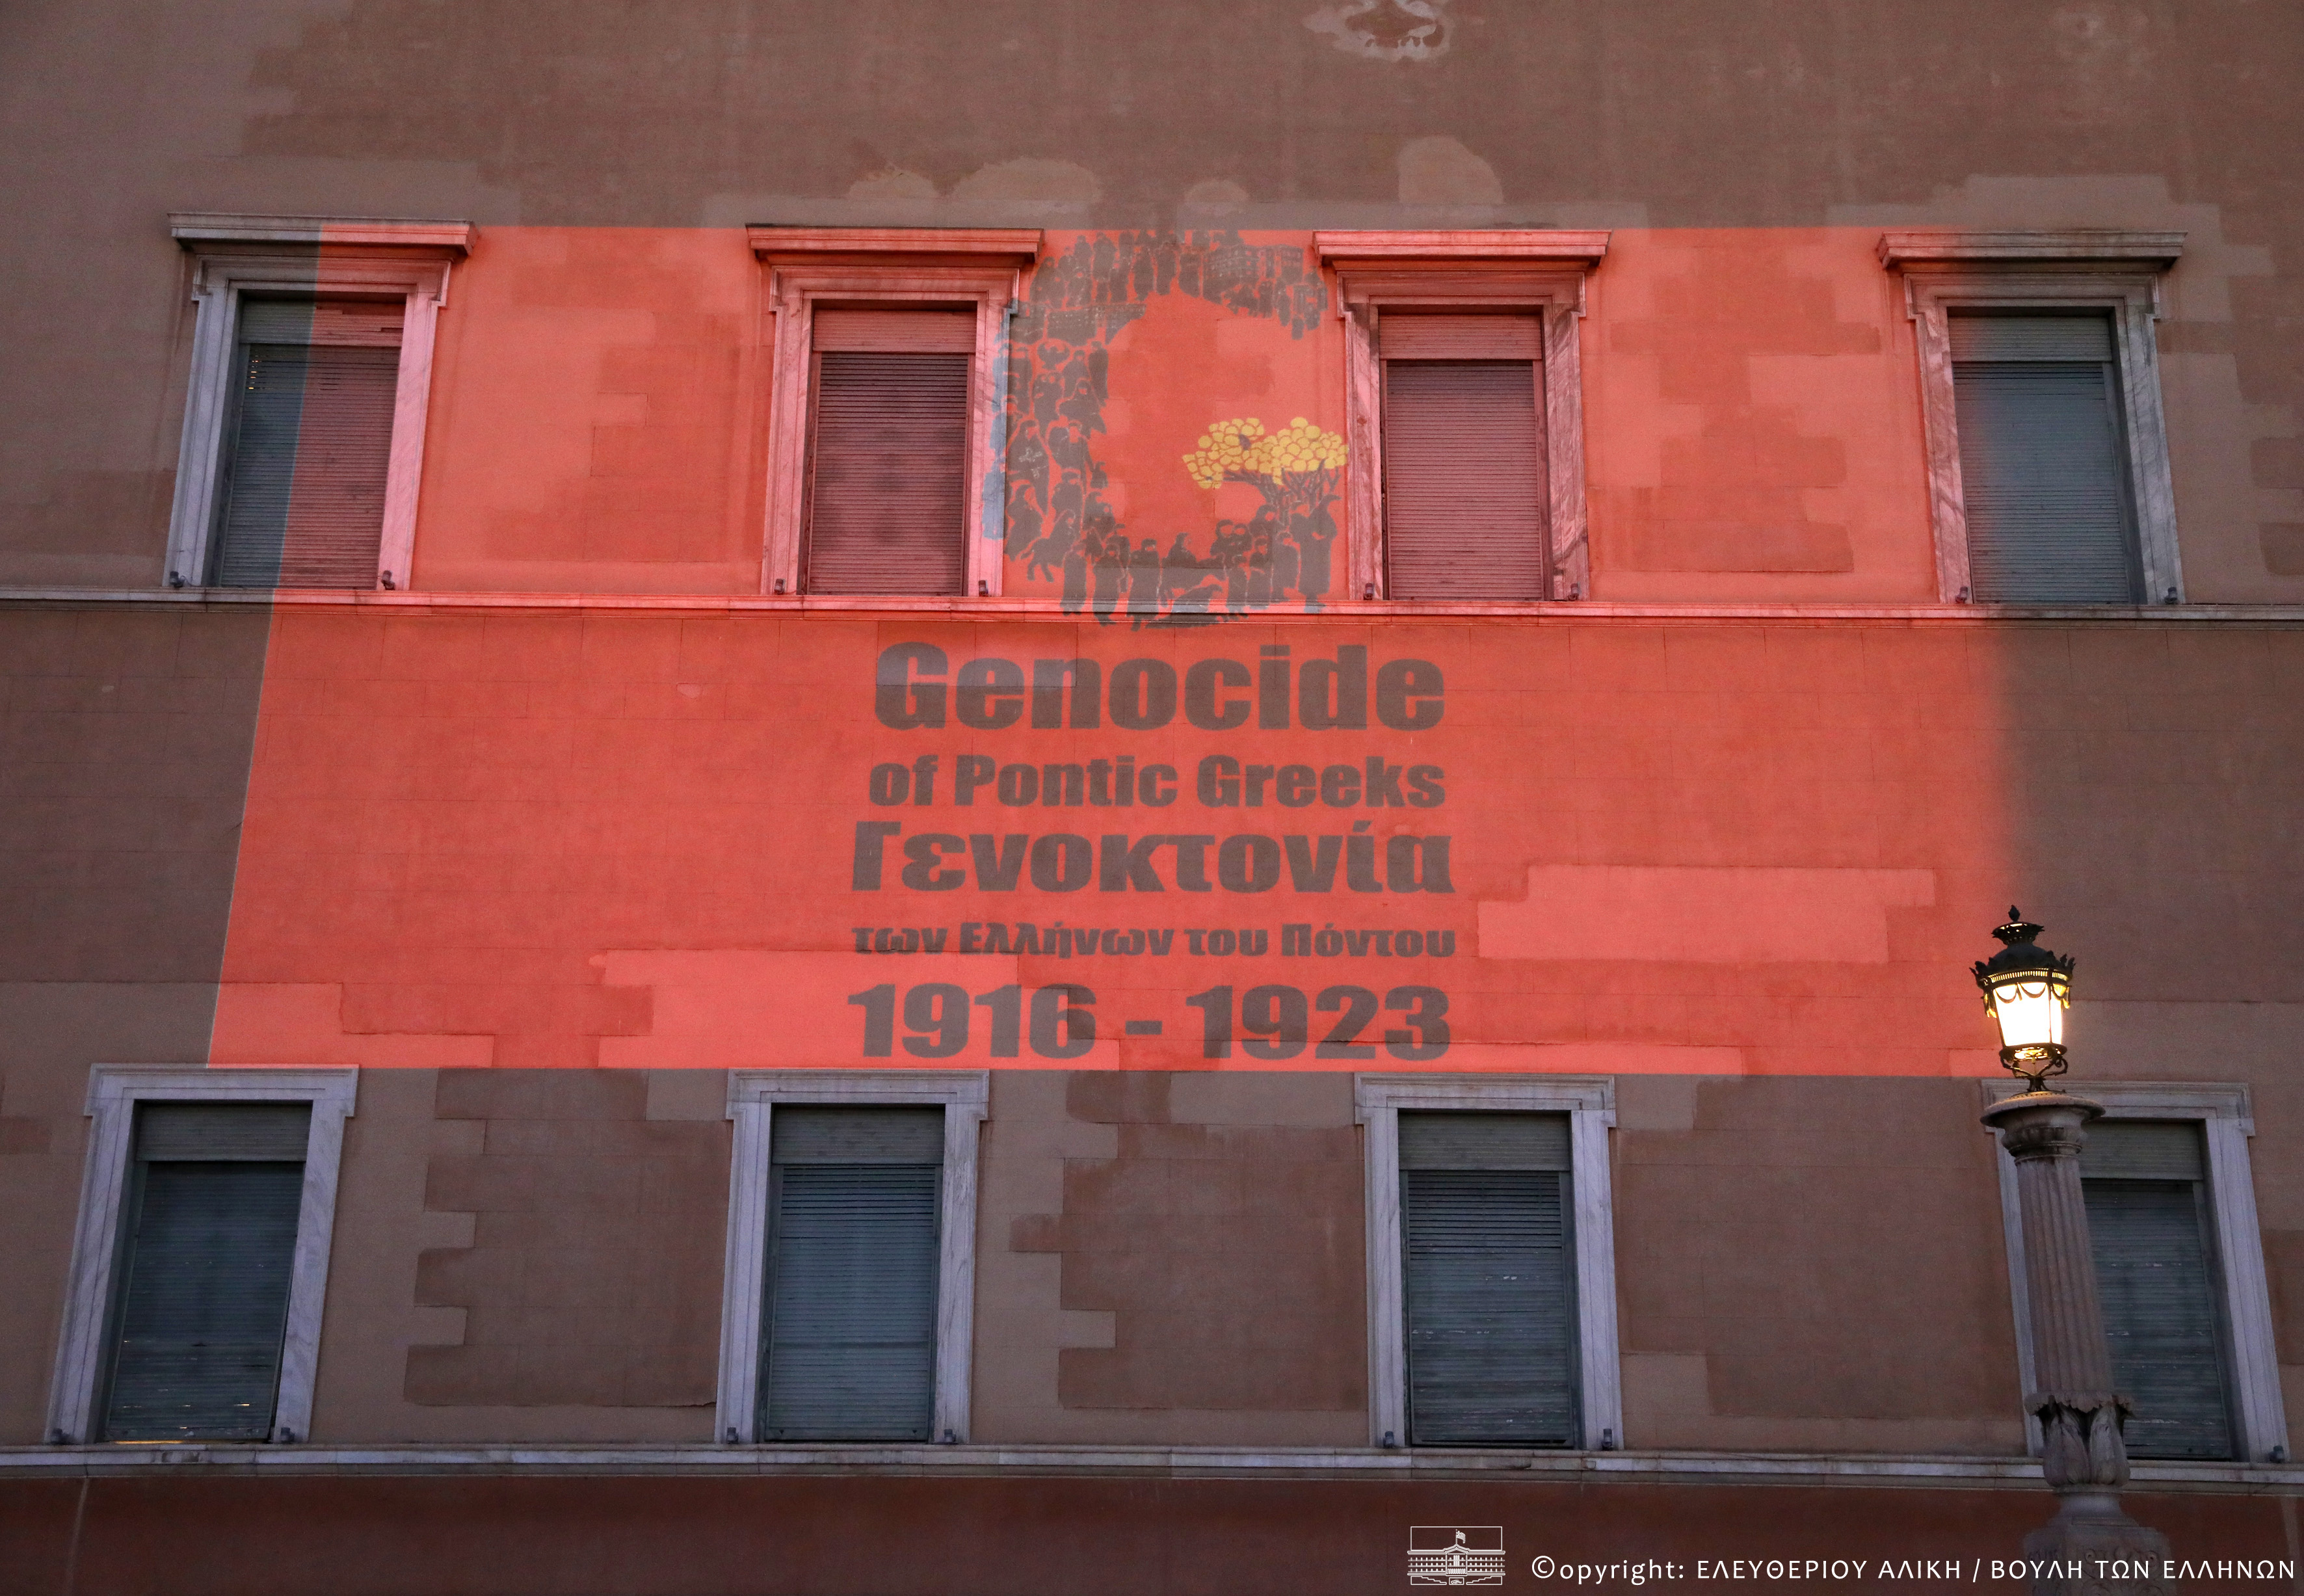 Genocide
of Pontic Greeks
Γενοκτονία
των Ελλήνων του Πόντου
1916 - 1923
©opyright: ΕΛΕΥΘΕΡΙΟΥ ΑΛΙΚΗ / ΒΟΥΛΗ ΤΩΝ ΕΛΛΗΝΩΝ